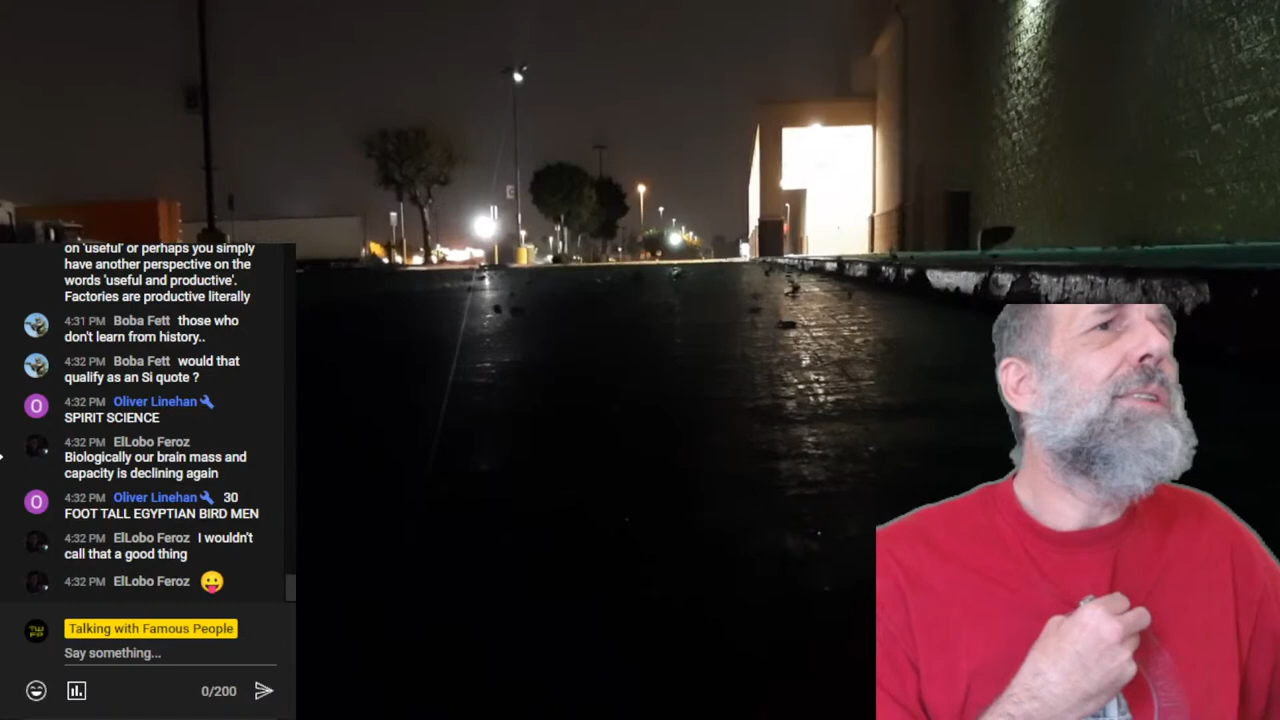 on 'useful' or perhaps you simply
have another perspective on the
words 'useful and productive'.
Factories are productive literally
4:31 PM Boba Fett those who
don't learn from history..
4:32 PM Boba Fett would that
qualify as an Si quote ?
O 4:32 PM Oliver Linehan
SPIRIT SCIENCE
4:32 PM ElLobo Feroz
Biologically our brain mass and
capacity is declining again
O 4:32 PM Oliver Linehan 30
FOOT TALL EGYPTIAN BIRD MEN
4:32 PM ElLobo Feroz I wouldn't
call that a good thing
4:32 PM ElLobo Feroz 😛
TWFP Talking with Famous People
Say something...
0/200